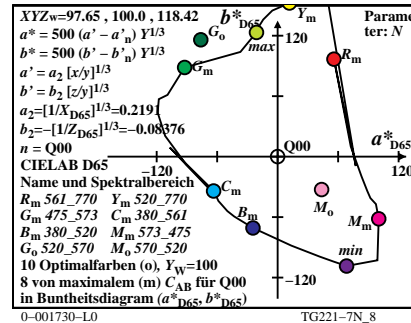 XYZw=97.65, 100.0, 118.42
a* = 500 (a' - a'n) Y1/3
b* = 500 (b' - b'n) Y1/3
a' = a2 [x/y]1/3
b' = b2 [z/y]1/3
a2=[1/XD65]1/3=0.2191
b2=-[1/ZD65]1/3=-0.08376
n = Q00
CIELAB D65
-120
Name und Spektralbereich
Rm 561_770 Ym 520_770
Gm 475_573 Cm 380_561
Bm 380_520 Mm 573_475
Go 520_570 Mo 570_520
10 Optimalfarben (o), YW=100
8 von maximalem (m) CAB für Q00
in Buntheitsdiagram (a*D65, b*D65)
b*D65
Ym
Parame
ter: N
Go
max
120
Rm
Gm
Q00
a*D65
120
Cm
Mo
Bm
Mm
min
-120
0-001730-L0
TG221-7N_8